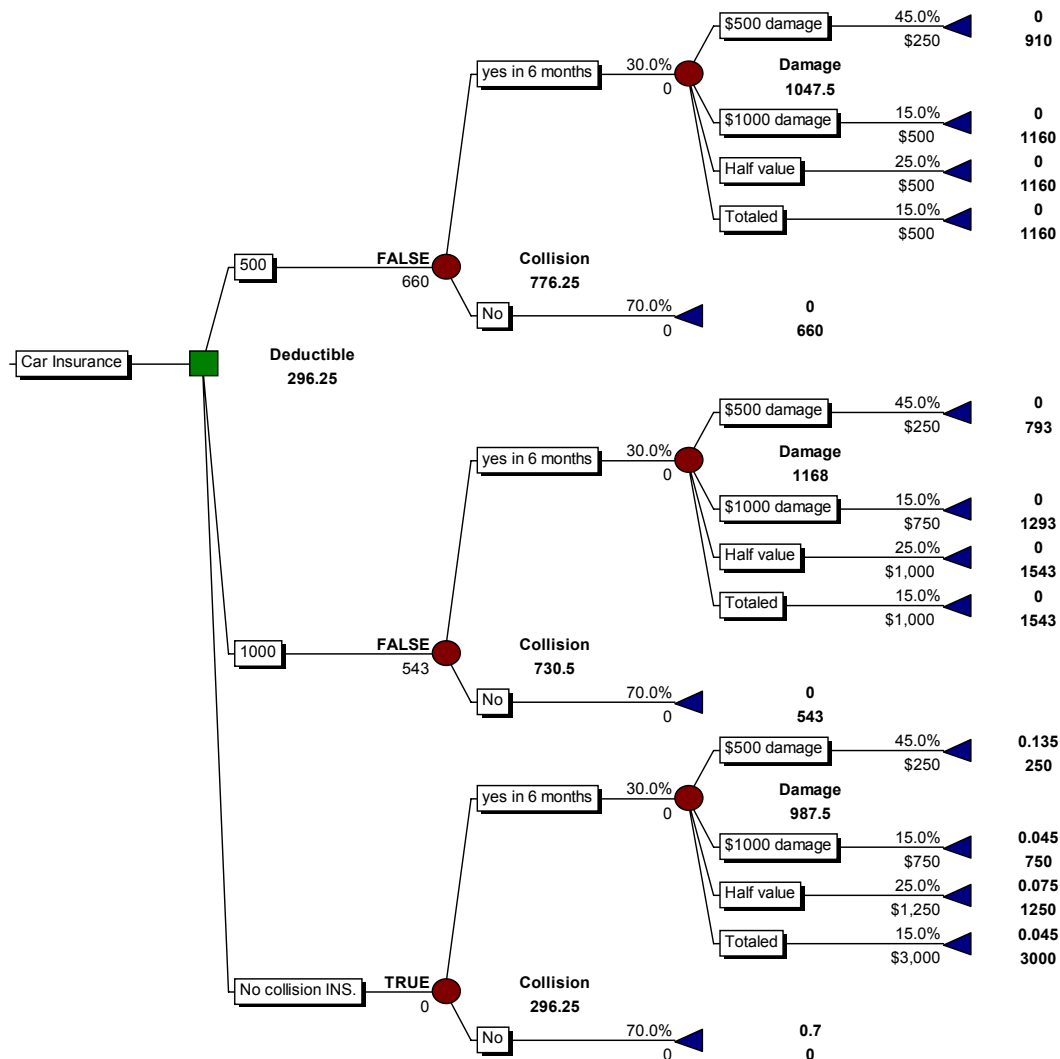 $500 damage 45.0% 0
$250 910
yes in 6 months 30.0% Damage
0 1047.5
$1000 damage 15.0% 0
$500 1160
Half value 25.0% 0
$500 1160
Totaled 15.0% 0
$500 1160
500 FALSE Collision
660 776.25
No 70.0% 0
0 660
Car Insurance Deductible
296.25
$500 damage 45.0% 0
$250 793
yes in 6 months 30.0% Damage
0 1168
$1000 damage 15.0% 0
$750 1293
Half value 25.0% 0
$1,000 1543
Totaled 15.0% 0
$1,000 1543
1000 FALSE Collision
543 730.5
No 70.0% 0
0 543
$500 damage 45.0% 0.135
$250 250
yes in 6 months 30.0% Damage
0 987.5
$1000 damage 15.0% 0.045
$750 750
Half value 25.0% 0.075
$1,250 1250
Totaled 15.0% 0.045
$3,000 3000
No collision INS. TRUE Collision
0 296.25
No 70.0% 0.7
0 0